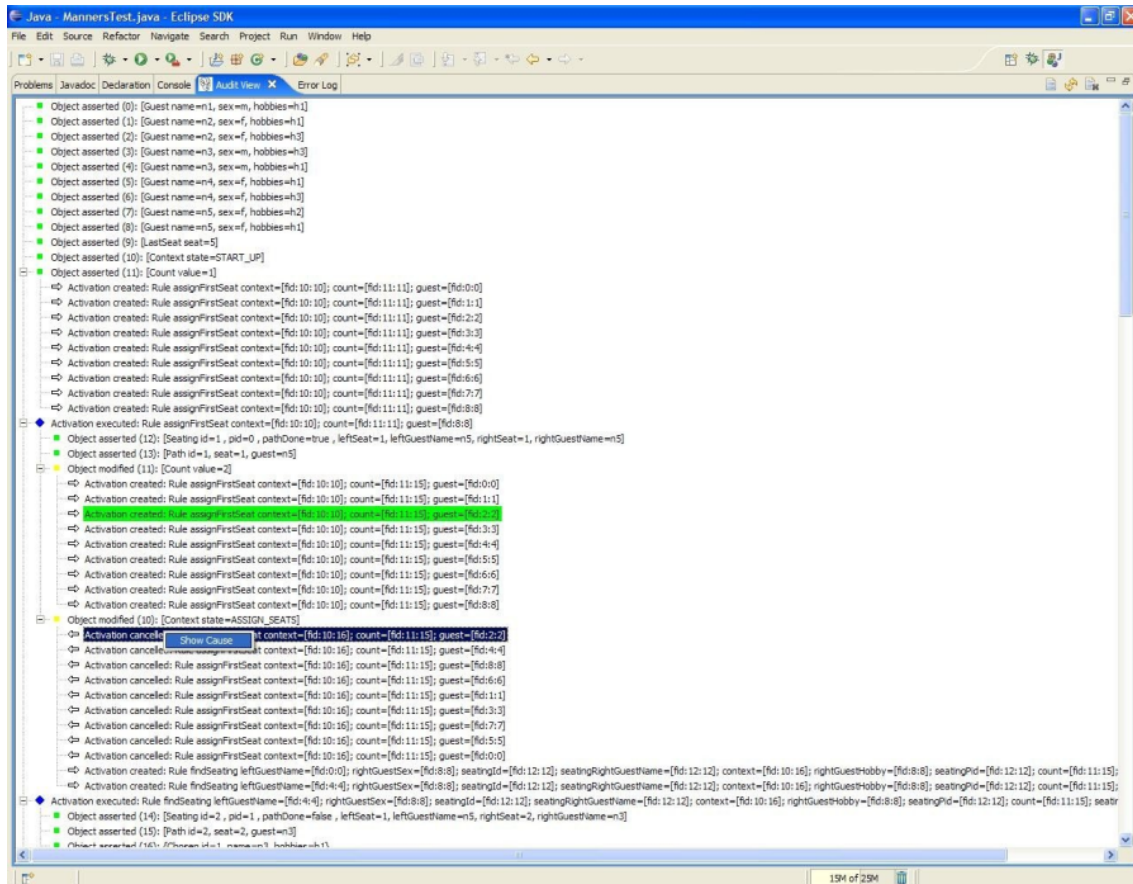 Java - MannersTest.java - Eclipse SDK
File Edit Source Refactor Navigate Search Project Run Window Help
Problems Javadoc Declaration Console Audit View Error Log
Object asserted (0): [Guest name=n1, sex=m, hobbies=h1]
Object asserted (1): [Guest name=n2, sex=f, hobbies=h1]
Object asserted (2): [Guest name=n2, sex=f, hobbies=h3]
Object asserted (3): [Guest name=n3, sex=m, hobbies=h3]
Object asserted (4): [Guest name=n3, sex=m, hobbies=h1]
Object asserted (5): [Guest name=n4, sex=f, hobbies=h1]
Object asserted (6): [Guest name=n4, sex=f, hobbies=h3]
Object asserted (7): [Guest name=n5, sex=f, hobbies=h2]
Object asserted (8): [Guest name=n5, sex=f, hobbies=h1]
Object asserted (9): [LastSeat seat=5]
Object asserted (10): [Context state=START_UP]
Object asserted (11): [Count value=1]
Activation created: Rule assignFirstSeat context=[fid:10:10]; count=[fid:11:11]; guest=[fid:0:0]
Activation created: Rule assignFirstSeat context=[fid:10:10]; count=[fid:11:11]; guest=[fid:1:1]
Activation created: Rule assignFirstSeat context=[fid:10:10]; count=[fid:11:11]; guest=[fid:2:2]
Activation created: Rule assignFirstSeat context=[fid:10:10]; count=[fid:11:11]; guest=[fid:3:3]
Activation created: Rule assignFirstSeat context=[fid:10:10]; count=[fid:11:11]; guest=[fid:4:4]
Activation created: Rule assignFirstSeat context=[fid:10:10]; count=[fid:11:11]; guest=[fid:5:5]
Activation created: Rule assignFirstSeat context=[fid:10:10]; count=[fid:11:11]; guest=[fid:6:6]
Activation created: Rule assignFirstSeat context=[fid:10:10]; count=[fid:11:11]; guest=[fid:7:7]
Activation created: Rule assignFirstSeat context=[fid:10:10]; count=[fid:11:11]; guest=[fid:8:8]
Activation executed: Rule assignFirstSeat context=[fid:10:10]; count=[fid:11:11]; guest=[fid:8:8]
Object asserted (12): [Seating id=1 , pid=0 , pathDone=true , leftSeat=1, leftGuestName=n5, rightSeat=1, rightGuestName=n5]
Object asserted (13): [Path id=1, seat=1, guest=n5]
Object modified (11): [Count value=2]
Activation created: Rule assignFirstSeat context=[fid:10:10]; count=[fid:11:15]; guest=[fid:0:0]
Activation created: Rule assignFirstSeat context=[fid:10:10]; count=[fid:11:15]; guest=[fid:1:1]
Activation created: Rule assignFirstSeat context=[fid:10:10]; count=[fid:11:15]; guest=[fid:2:2]
Activation created: Rule assignFirstSeat context=[fid:10:10]; count=[fid:11:15]; guest=[fid:3:3]
Activation created: Rule assignFirstSeat context=[fid:10:10]; count=[fid:11:15]; guest=[fid:4:4]
Activation created: Rule assignFirstSeat context=[fid:10:10]; count=[fid:11:15]; guest=[fid:5:5]
Activation created: Rule assignFirstSeat context=[fid:10:10]; count=[fid:11:15]; guest=[fid:6:6]
Activation created: Rule assignFirstSeat context=[fid:10:10]; count=[fid:11:15]; guest=[fid:7:7]
Activation created: Rule assignFirstSeat context=[fid:10:10]; count=[fid:11:15]; guest=[fid:8:8]
Object modified (10): [Context state=ASSIGN_SEATS]
Activation cancelle Show Cause at context=[fid:10:16]; count=[fid:11:15]; guest=[fid:2:2]
Activation cancelled: Rule assignFirstSeat context=[fid:10:16]; count=[fid:11:15]; guest=[fid:4:4]
Activation cancelled: Rule assignFirstSeat context=[fid:10:16]; count=[fid:11:15]; guest=[fid:8:8]
Activation cancelled: Rule assignFirstSeat context=[fid:10:16]; count=[fid:11:15]; guest=[fid:6:6]
Activation cancelled: Rule assignFirstSeat context=[fid:10:16]; count=[fid:11:15]; guest=[fid:1:1]
Activation cancelled: Rule assignFirstSeat context=[fid:10:16]; count=[fid:11:15]; guest=[fid:3:3]
Activation cancelled: Rule assignFirstSeat context=[fid:10:16]; count=[fid:11:15]; guest=[fid:7:7]
Activation cancelled: Rule assignFirstSeat context=[fid:10:16]; count=[fid:11:15]; guest=[fid:5:5]
Activation cancelled: Rule assignFirstSeat context=[fid:10:16]; count=[fid:11:15]; guest=[fid:0:0]
Activation created: Rule findSeating leftGuestName=[fid:0:0]; rightGuestSex=[fid:8:8]; seatingId=[fid:12:12]; seatingRightGuestName=[fid:12:12]; context=[fid:10:16]; rightGuestHobby=[fid:8:8]; seatingPid=[fid:12:12]; count=[fid:11:15];
Activation created: Rule findSeating leftGuestName=[fid:4:4]; rightGuestSex=[fid:8:8]; seatingId=[fid:12:12]; seatingRightGuestName=[fid:12:12]; context=[fid:10:16]; rightGuestHobby=[fid:8:8]; seatingPid=[fid:12:12]; count=[fid:11:15];
Activation executed: Rule findSeating leftGuestName=[fid:4:4]; rightGuestSex=[fid:8:8]; seatingId=[fid:12:12]; seatingRightGuestName=[fid:12:12]; context=[fid:10:16]; rightGuestHobby=[fid:8:8]; seatingPid=[fid:12:12]; count=[fid:11:15]; seatin
Object asserted (14): [Seating id=2 , pid=1 , pathDone=false , leftSeat=1, leftGuestName=n5, rightSeat=2, rightGuestName=n3]
Object asserted (15): [Path id=2, seat=2, guest=n3]
Object asserted (16): {Chosen id=1, name=n3, hobbies=h1}
15M of 25M